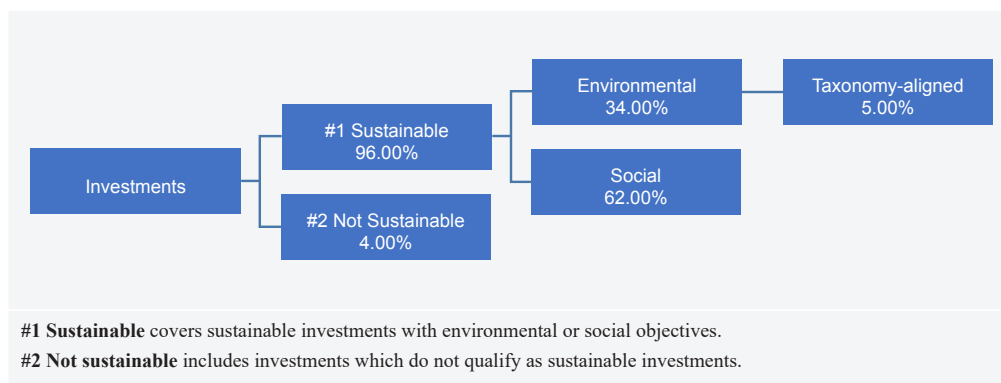 Investments
#1 Sustainable
96.00%
#2 Not Sustainable
4.00%
Environmental
34.00%
Social
62.00%
Taxonomy-aligned
5.00%
#1 Sustainable covers sustainable investments with environmental or social objectives.
#2 Not sustainable includes investments which do not qualify as sustainable investments.